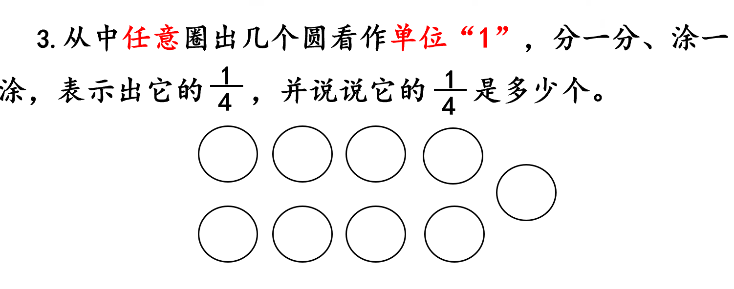 3.从中任意圈出几个圆看作单位“1”，分一分、涂一
涂，表示出它的1/4，并说说它的1/4是多少个。